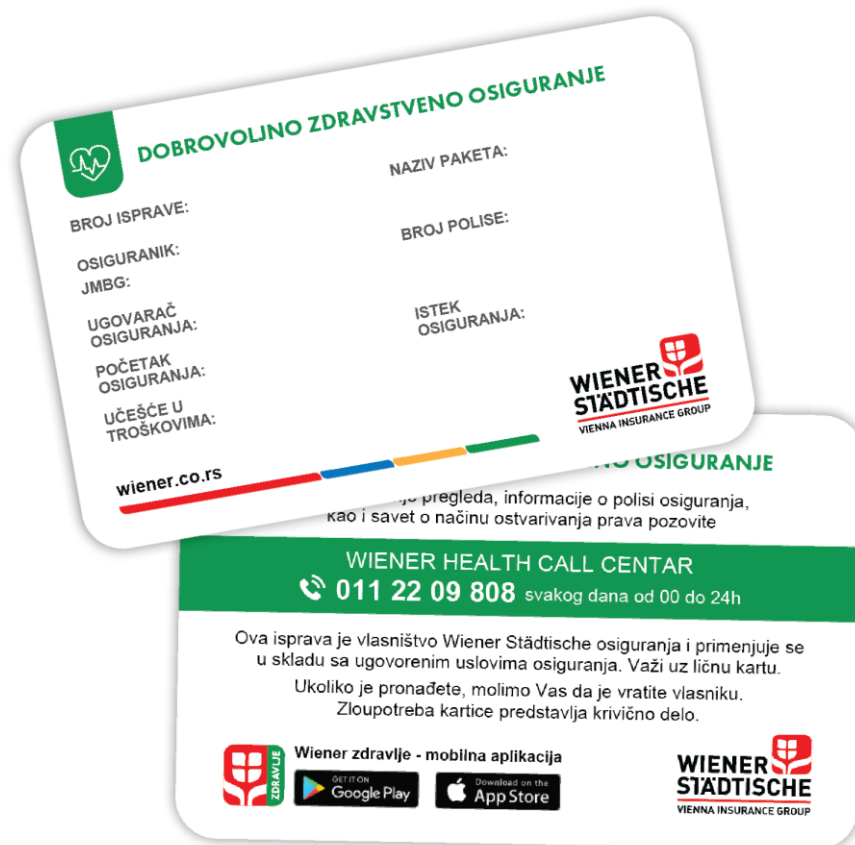 DOBROVOLJNO ZDRAVSTVENO OSIGURANJE
BROJ ISPRAVE:
NAZIV PAKETA:
OSIGURANIK:
BROJ POLISE:
JMBG:
UGOVARAČ
OSIGURANJA:
ISTEK
OSIGURANJA:
POČETAK
OSIGURANJA:
UČEŠĆE U
TROŠKOVIMA:
wiener.co.rs
WIENER
STÄDTISCHE
VIENNA INSURANCE GROUP
OSIGURANJE
pregleda, informacije o polisi osiguranja,
kao i savet o načinu ostvarivanja prava pozovite
WIENER HEALTH CALL CENTAR
011 22 09 808 svakog dana od 00 do 24h
Ova isprava je vlasništvo Wiener Städtische osiguranja i primenjuje se
u skladu sa ugovorenim uslovima osiguranja. Važi uz ličnu kartu.
Ukoliko je pronađete, molimo Vas da je vratite vlasniku.
Zloupotreba kartice predstavlja krivično delo.
ZDRAVLJE
Wiener zdravlje - mobilna aplikacija
GET IT ON
Google Play
Download on the
App Store
WIENER
STÄDTISCHE
VIENNA INSURANCE GROUP